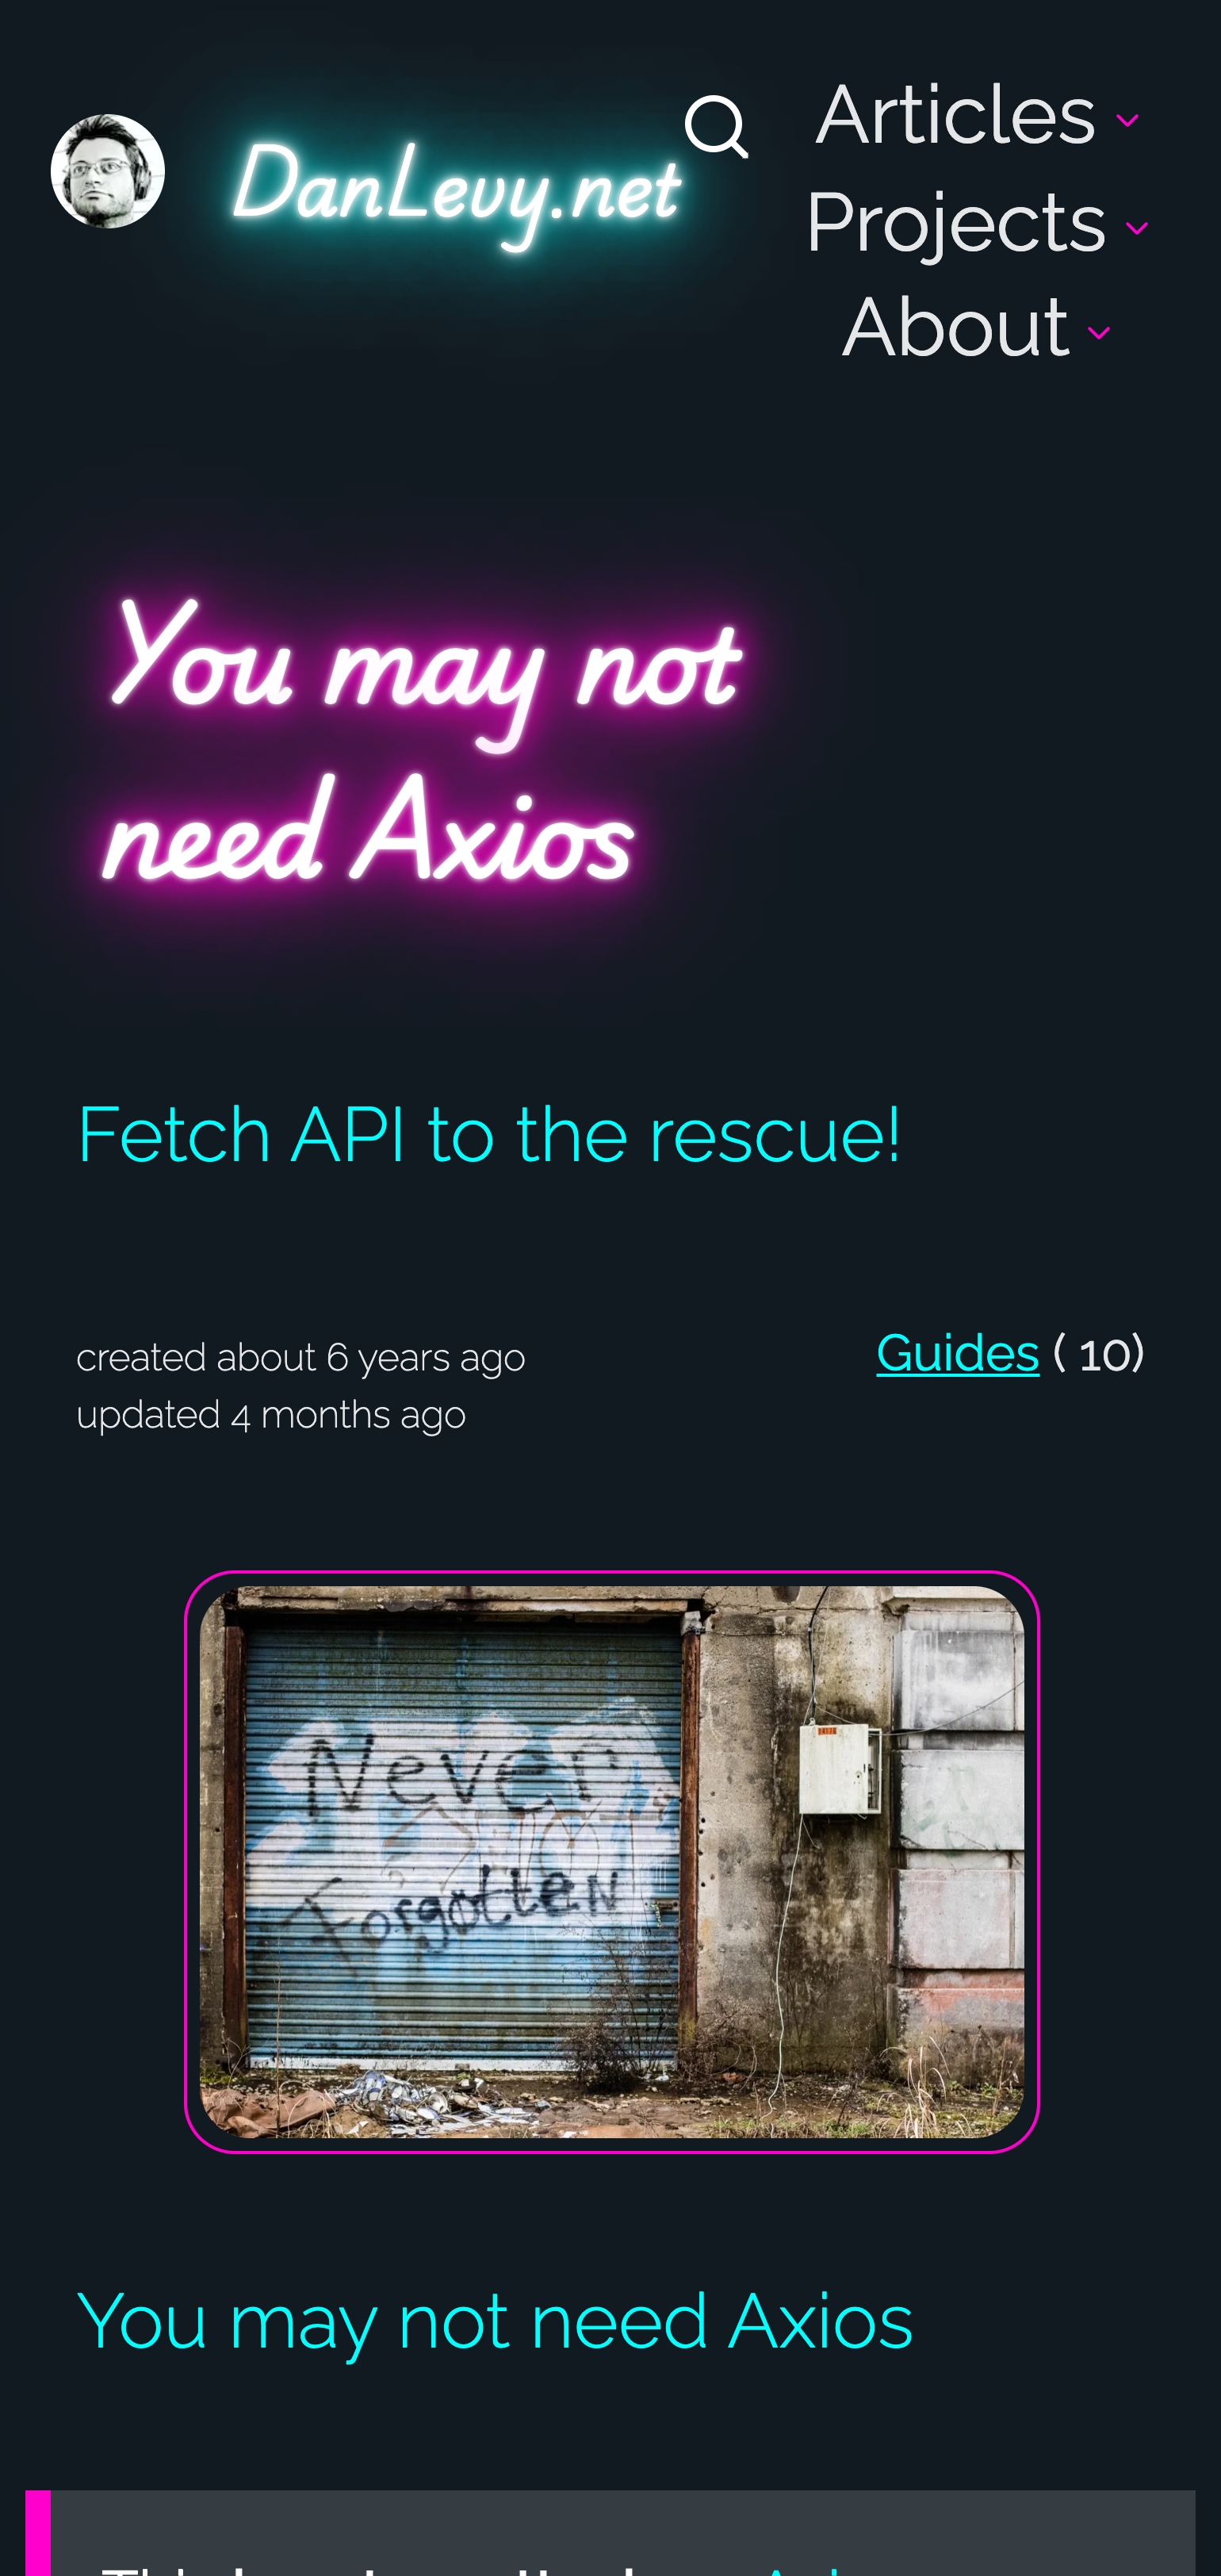 DanLevy.net
Articles
Projects
About
You may not
need Axios
Fetch API to the rescue!
created about 6 years ago
updated 4 months ago
Guides ( 10)
Never
Forgotten
You may not need Axios